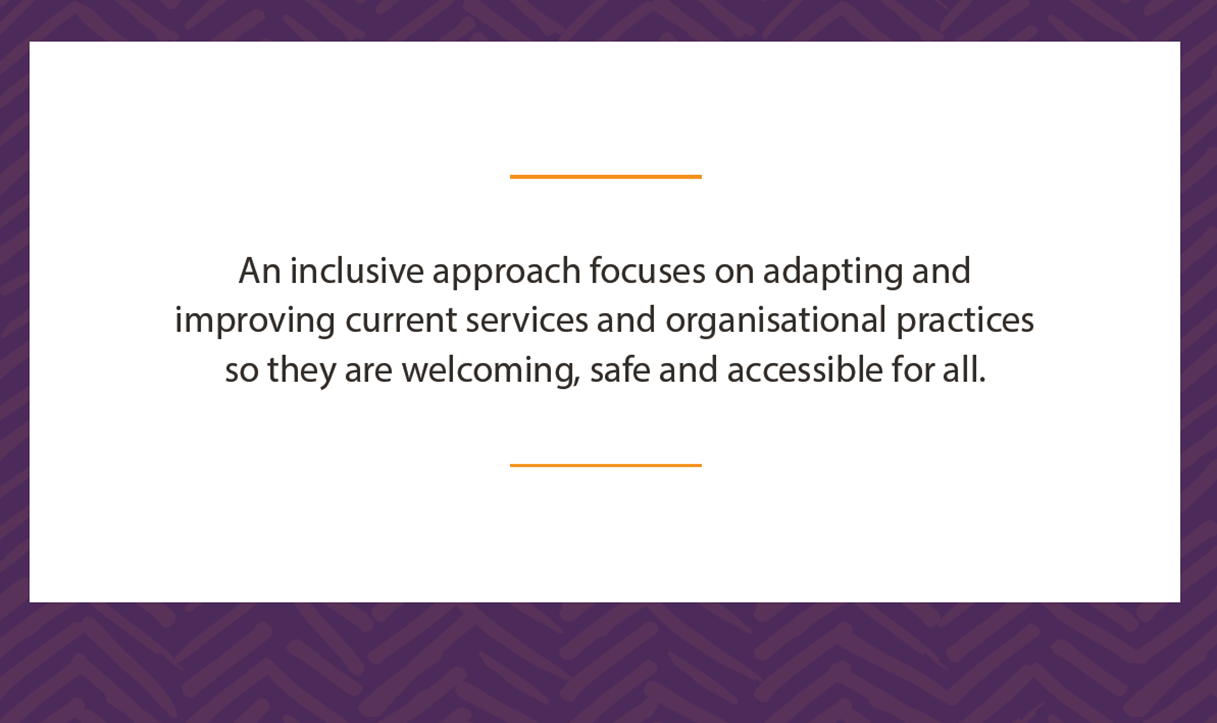 An inclusive approach focuses on adapting and
improving current services and organisational practices
so they are welcoming, safe and accessible for all.